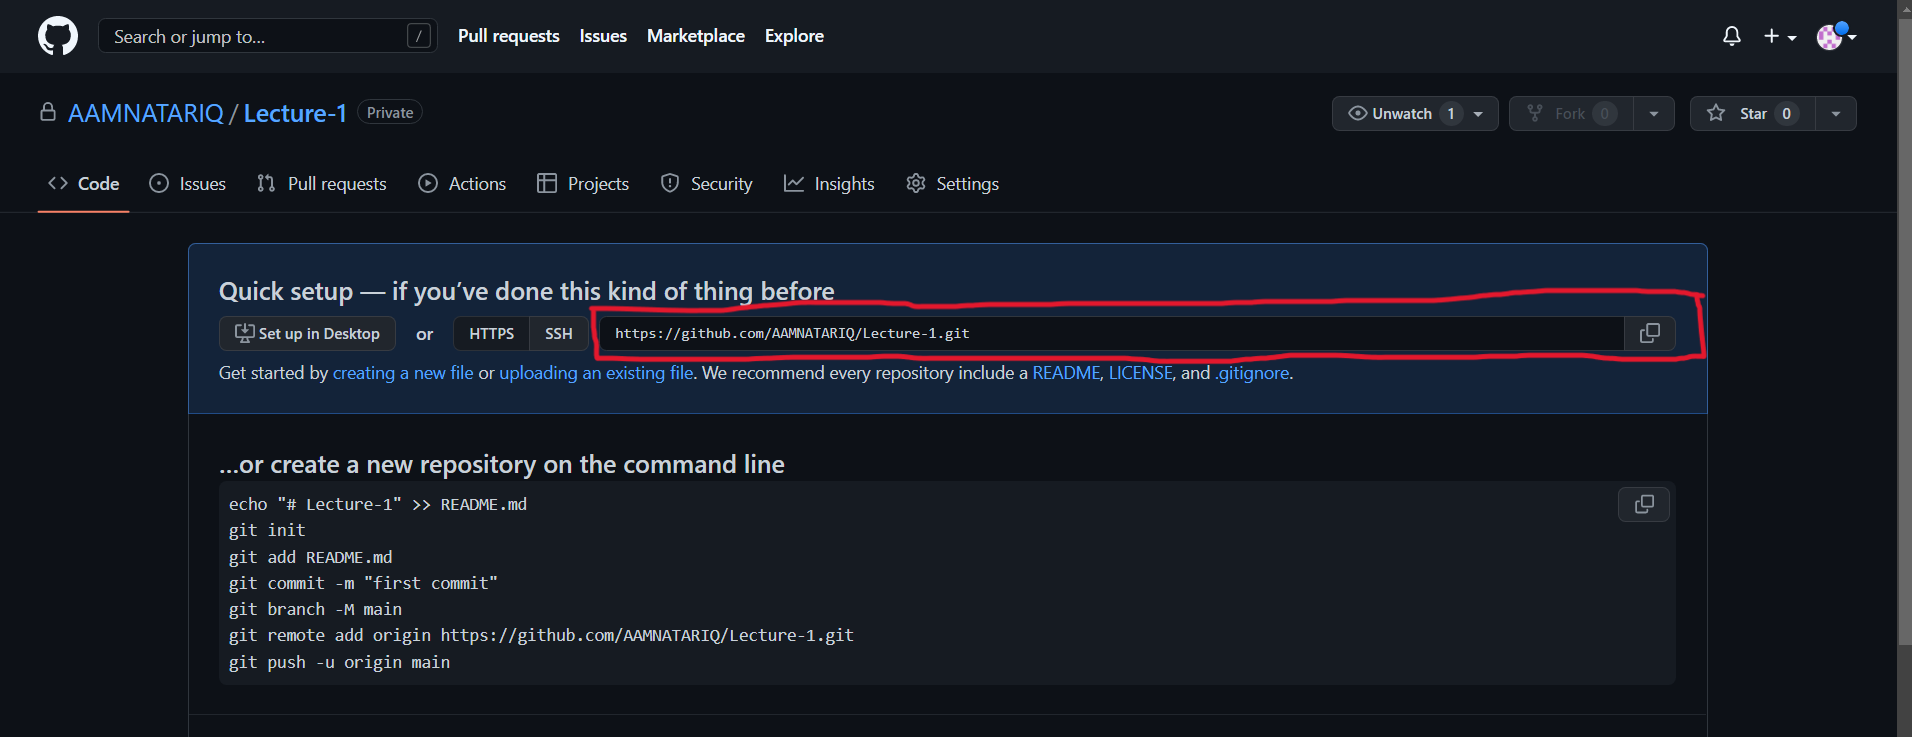 Search or jump to... / Pull requests Issues Marketplace Explore
AAMNATARIQ / Lecture-1 Private Unwatch 1 Fork 0 Star 0
Code Issues Pull requests Actions Projects Security Insights Settings
Quick setup — if you’ve done this kind of thing before
Set up in Desktop or HTTPS SSH https://github.com/AAMNATARIQ/Lecture-1.git
Get started by creating a new file or uploading an existing file. We recommend every repository include a README, LICENSE, and .gitignore.
…or create a new repository on the command line
echo "# Lecture-1" >> README.md
git init
git add README.md
git commit -m "first commit"
git branch -M main
git remote add origin https://github.com/AAMNATARIQ/Lecture-1.git
git push -u origin main